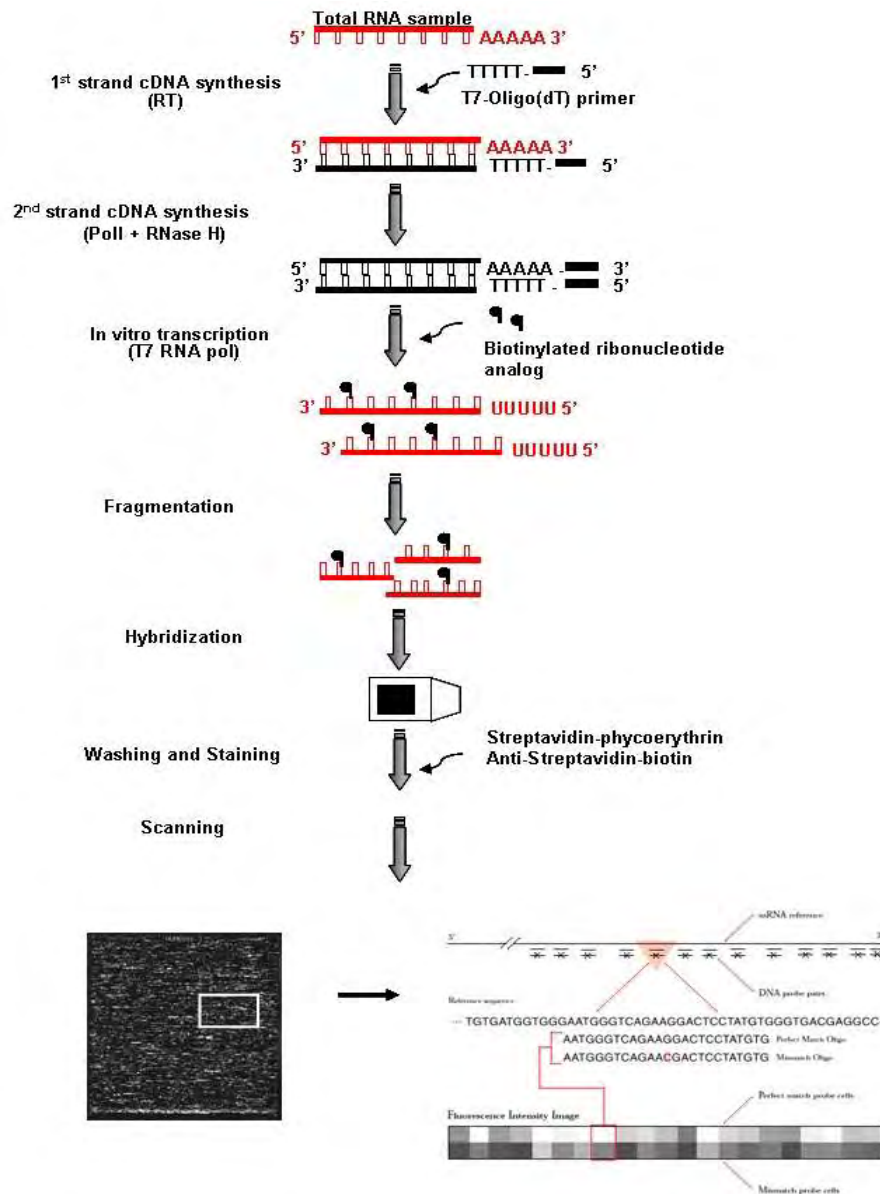 Total RNA sample
5’ AAAAA 3’
1st strand cDNA synthesis
(RT)
TTTTT- 5’
T7-Oligo(dT) primer
5’ AAAAA 3’
3’ TTTTT- 5’
2nd strand cDNA synthesis
(PolI + RNase H)
5’ AAAAA - 3’
3’ TTTTT - 5’
In vitro transcription
(T7 RNA pol)
Biotinylated ribonucleotide
analog
3’ UUUUU 5’
3’ UUUUU 5’
Fragmentation
Hybridization
Washing and Staining
Streptavidin-phycoerythrin
Anti-Streptavidin-biotin
Scanning
mRNA reference
5'
DNA probe pairs
Reference sequence
... TGTGATGGTGGGAATGGGTCAGAAGGACTCCTATGTGGGTGACGAGGCC
AATGGGTCAGAAGGACTCCTATGTG Perfect Match Oligo
AATGGGTCAGAACGACTCCTATGTG Mismatch Oligo
Fluorescence Intensity Image
Perfect match probe cells
Mismatch probe cells